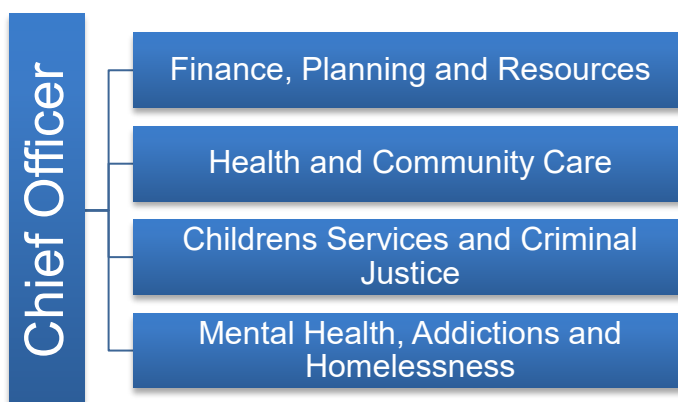 Chief Officer
Finance, Planning and Resources
Health and Community Care
Childrens Services and Criminal
Justice
Mental Health, Addictions and
Homelessness